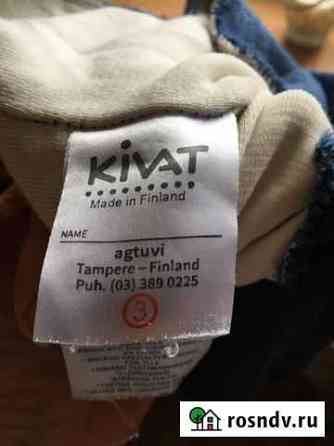 KIVAT
Made in Finland
NAME
agtuvi
Tampere – Finland
Puh. (03) 389 0225
3
rosndv.ru